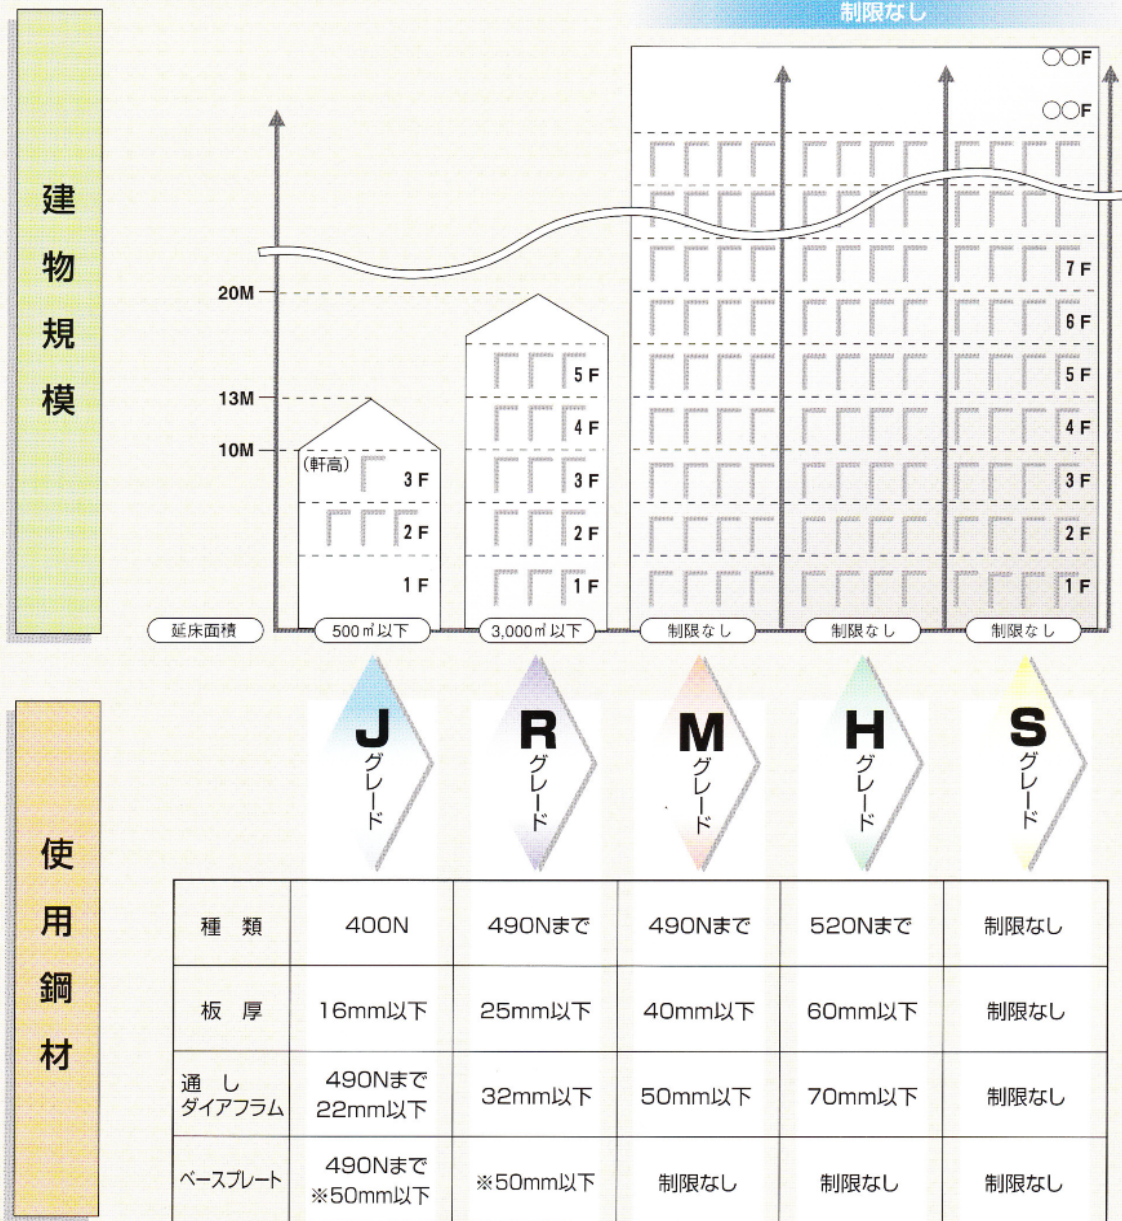 制限なし
建物規模
○○F
○○F
7F
20M
6F
5F
5F
13M
4F
4F
10M
(軒高)
3F
3F
3F
2F
2F
2F
1F
1F
1F
延床面積
500㎡以下
3,000㎡以下
制限なし
制限なし
制限なし
使用鋼材
Jグレード
Rグレード
Mグレード
Hグレード
Sグレード
種類 400N 490Nまで 490Nまで 520Nまで 制限なし
板厚 16mm以下 25mm以下 40mm以下 60mm以下 制限なし
通し
ダイアフラム
490Nまで
22mm以下
32mm以下 50mm以下 70mm以下 制限なし
ベースプレート
490Nまで
※50mm以下
※50mm以下 制限なし 制限なし 制限なし